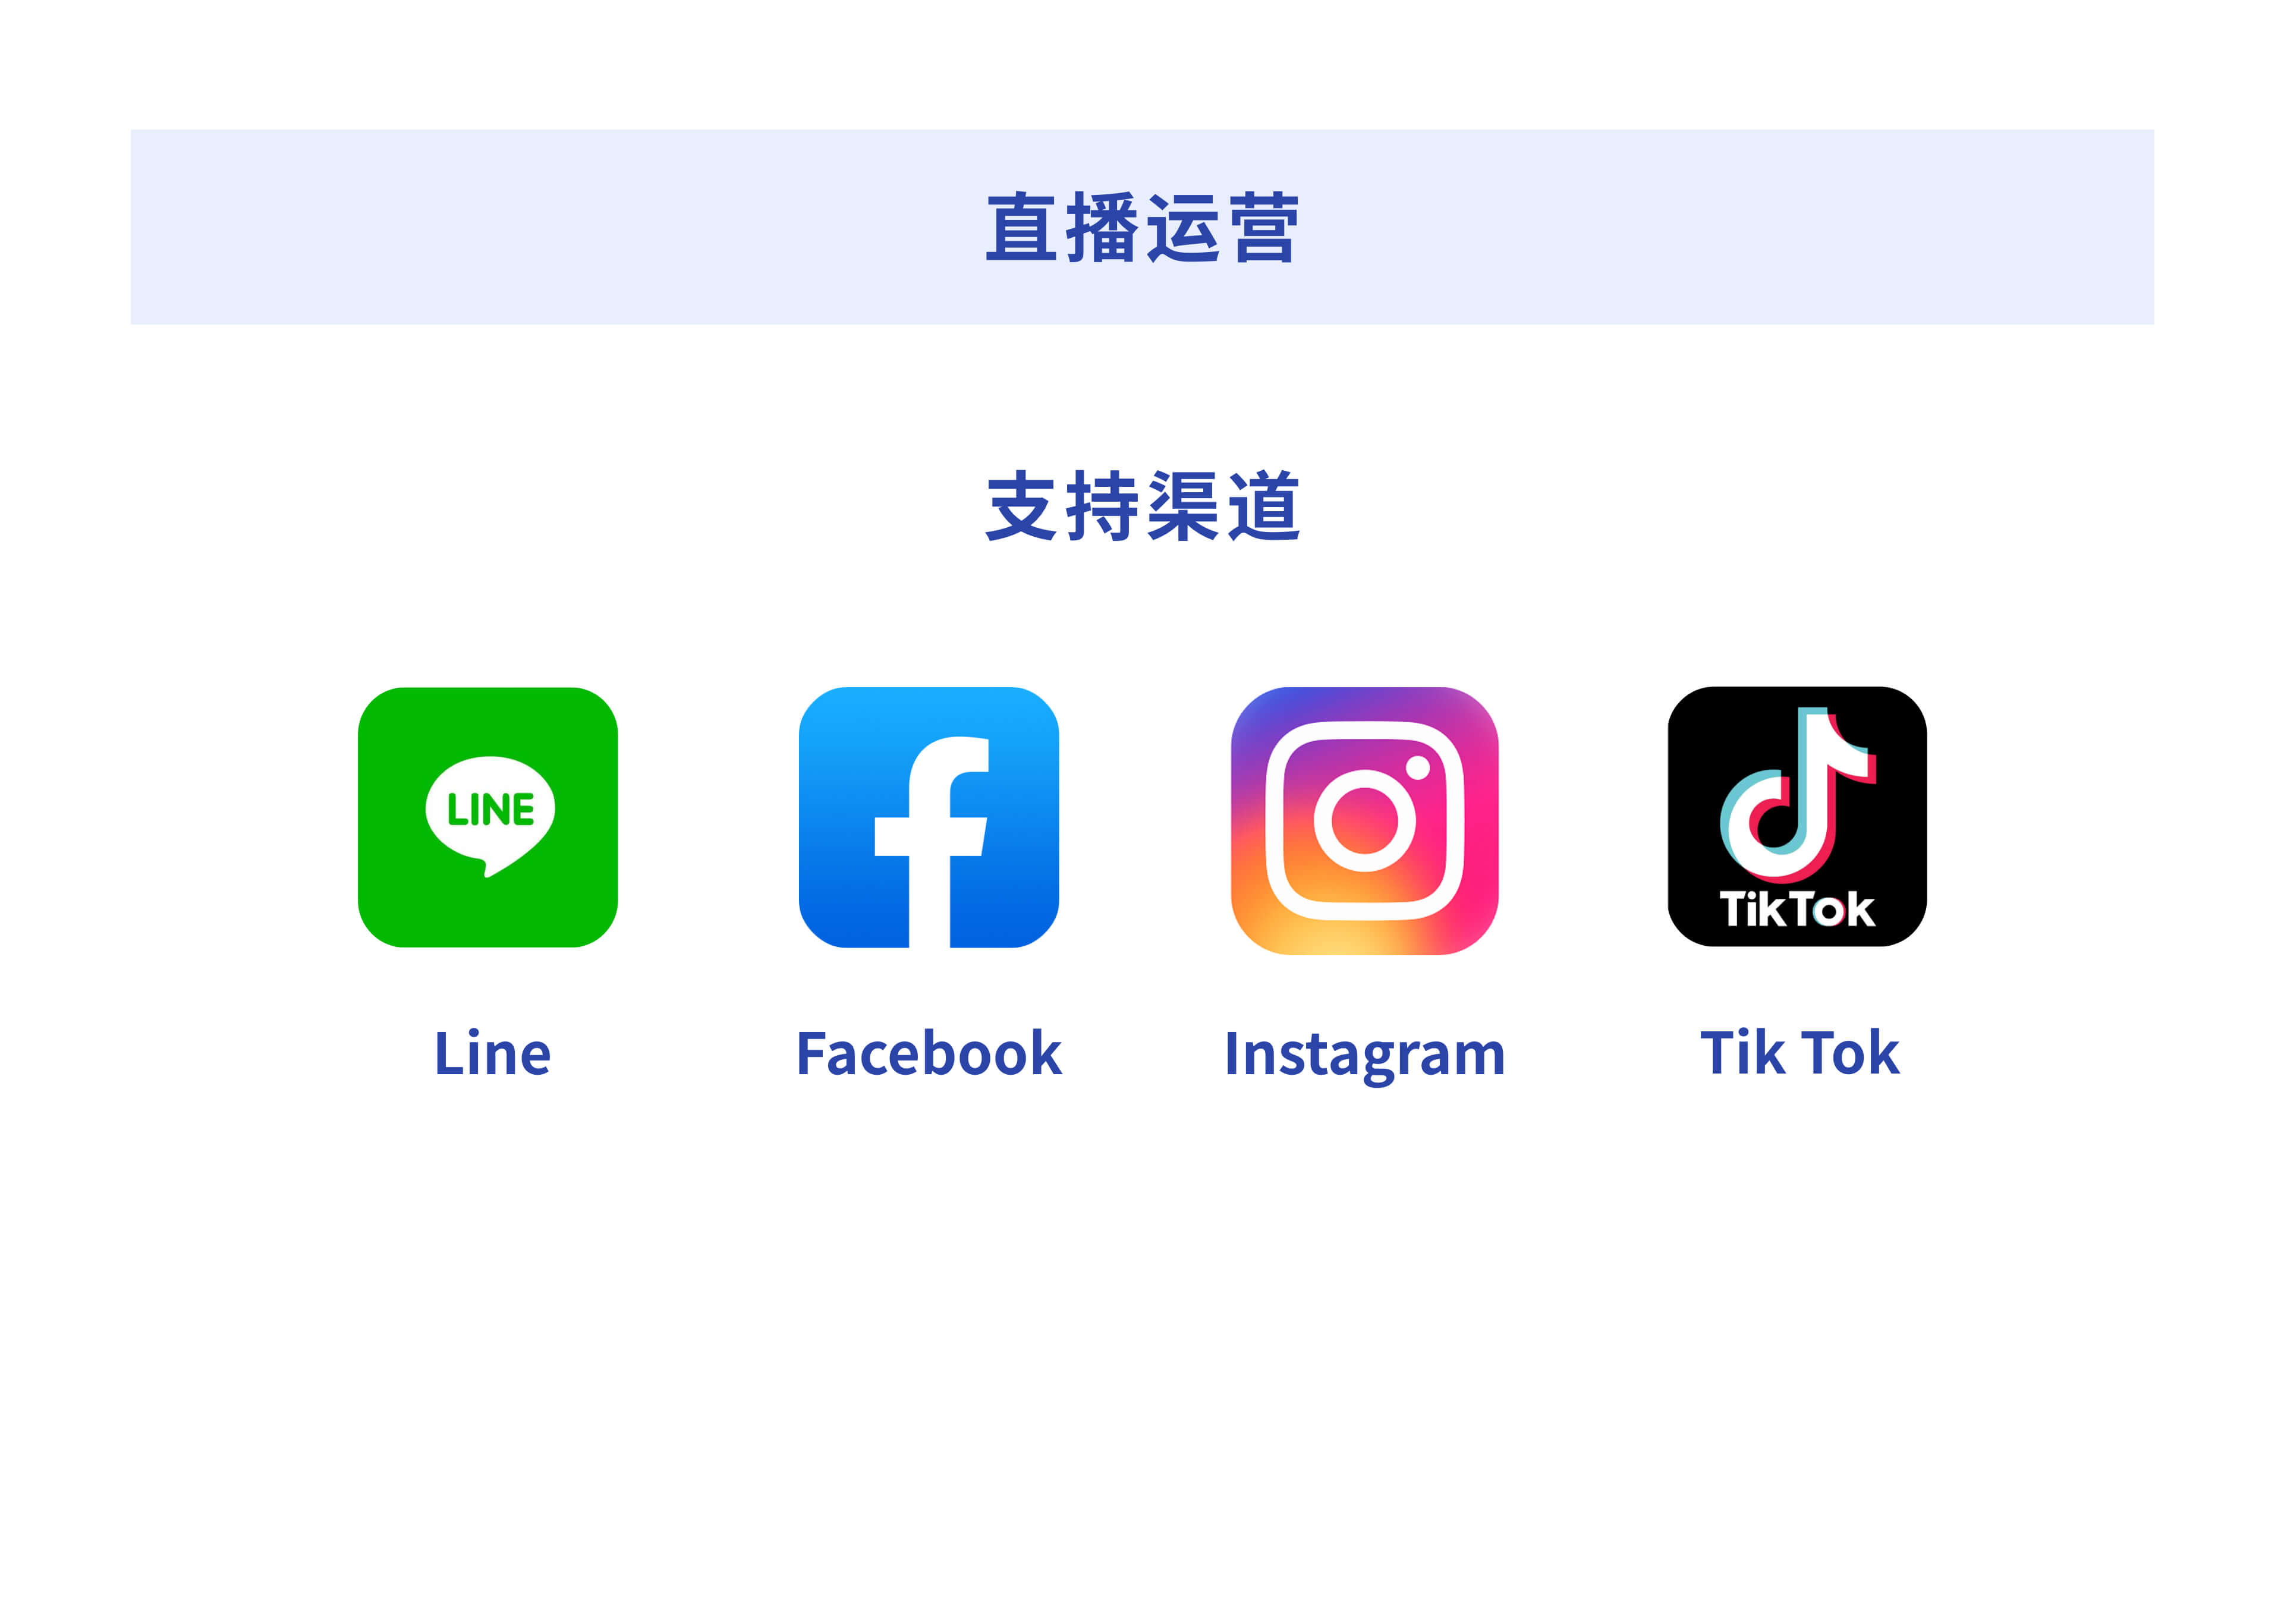 直播运营
支持渠道
LINE
TikTok
Line
Facebook
Instagram
Tik Tok